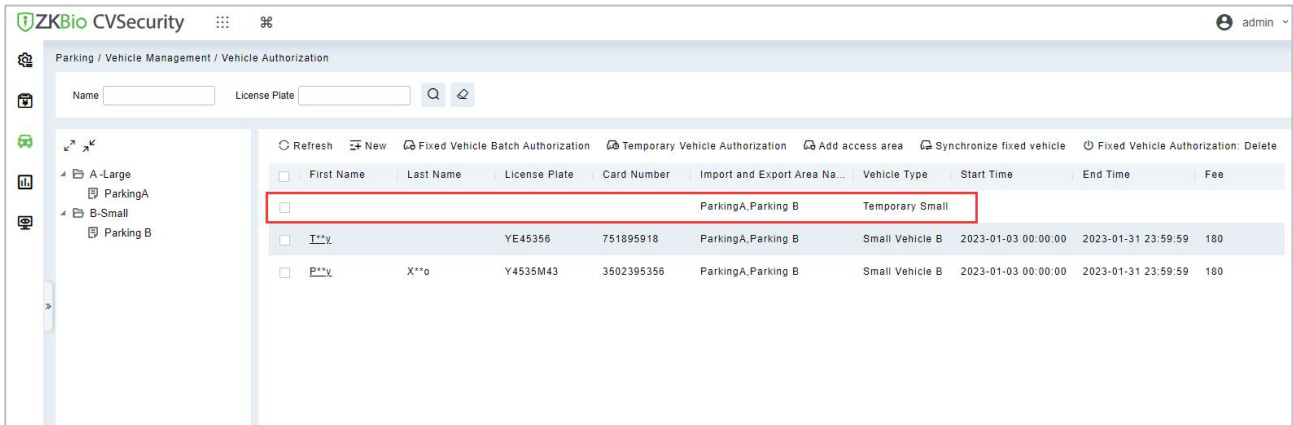 ZKBio CVSecurity admin
Parking / Vehicle Management / Vehicle Authorization
Name License Plate
Refresh New Fixed Vehicle Batch Authorization Temporary Vehicle Authorization Add access area Synchronize fixed vehicle Fixed Vehicle Authorization: Delete
A-Large
ParkingA
B-Small
Parking B
First Name Last Name License Plate Card Number Import and Export Area Na... Vehicle Type Start Time End Time Fee
ParkingA,Parking B Temporary Small
T**y YE45356 751895918 ParkingA,Parking B Small Vehicle B 2023-01-03 00:00:00 2023-01-31 23:59:59 180
P**y X**o Y4535M43 3502395356 ParkingA,Parking B Small Vehicle B 2023-01-03 00:00:00 2023-01-31 23:59:59 180